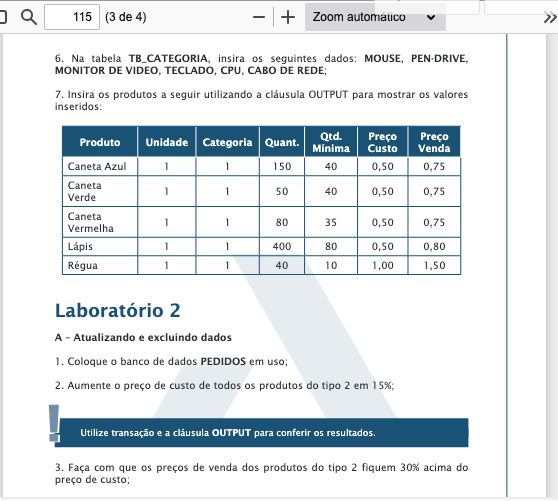 115
(3 de 4)
Zoom automático
6. Na tabela TB_CATEGORIA, insira os seguintes dados: MOUSE, PEN-DRIVE,
MONITOR DE VIDEO, TECLADO, CPU, CABO DE REDE;
7. Insira os produtos a seguir utilizando a cláusula OUTPUT para mostrar os valores
inseridos:
Produto Unidade Categoria Quant. Qtd. Mínima Preço Custo Preço Venda
Caneta Azul 1 1 150 40 0,50 0,75
Caneta Verde 1 1 50 40 0,50 0,75
Caneta Vermelha 1 1 80 35 0,50 0,75
Lápis 1 1 400 80 0,50 0,80
Régua 1 1 40 10 1,00 1,50
Laboratório 2
A – Atualizando e excluindo dados
1. Coloque o banco de dados PEDIDOS em uso;
2. Aumente o preço de custo de todos os produtos do tipo 2 em 15%;
! Utilize transação e a cláusula OUTPUT para conferir os resultados.
3. Faça com que os preços de venda dos produtos do tipo 2 fiquem 30% acima do
preço de custo;